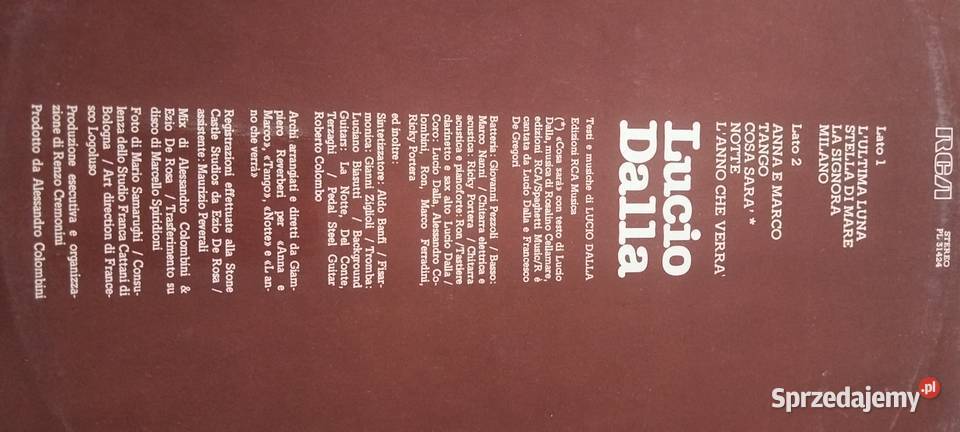 RCA
STEREO
PL 31424
Lato 1
L'ULTIMA LUNA
STELLA DI MARE
LA SIGNORA
MILANO
Lato 2
ANNA E MARCO
TANGO
COSA SARA' *
NOTTE
L'ANNO CHE VERRA'
Lucio
Dalla
Testi e musiche di LUCIO DALLA
Edizioni RCA Musica
(*) «Cosa sarà» con testo di Lucio
Dalla, musica di Rosalino Cellamare,
edizioni RCA/Spaghetti Music/R è
cantata da Lucio Dalla e Francesco
De Gregori
Batteria: Giovanni Pezzoli / Basso:
Marco Nanni / Chitarra elettrica e
acustica: Ricky Portera / Chitarra
acustica e pianoforte: Ron/Tastiere
clarinetto e sax alto: Lucio Dalla /
Coro: Lucio Dalla, Alessandro Co-
lombini, Ron, Marco Ferradini,
Ricky Portera
ed inoltre:
Sintetizzatore: Aldo Banfi / Fisar-
monica: Gianni Ziglioli / Tromba:
Luciano Biasutti / Background
Guitars: La Notte, Del Conte,
Terzaghi / Pedal Steel Guitar
Roberto Colombo
Archi arrangiati e diretti da Giam-
piero Reverberi per «Anna e
Marco», «Tango», «Notte» e «L'an-
no che verrà»
Registrazioni effettuate alla Stone
Castle Studios da Ezio De Rosa /
assistente: Maurizio Peverali
Mix di Alessandro Colombini &
Ezio De Rosa / Trasferimento su
disco di Marcello Spiridioni
Foto di Mario Samarughi / Consu-
lenza dello Studio Franca Cattani di
Bologna / Art direction di France-
sco Logoluso
Produzione esecutiva e organizza-
zione di Renzo Cremonini
Prodotto da Alessandro Colombini
Sprzedajemy.pl